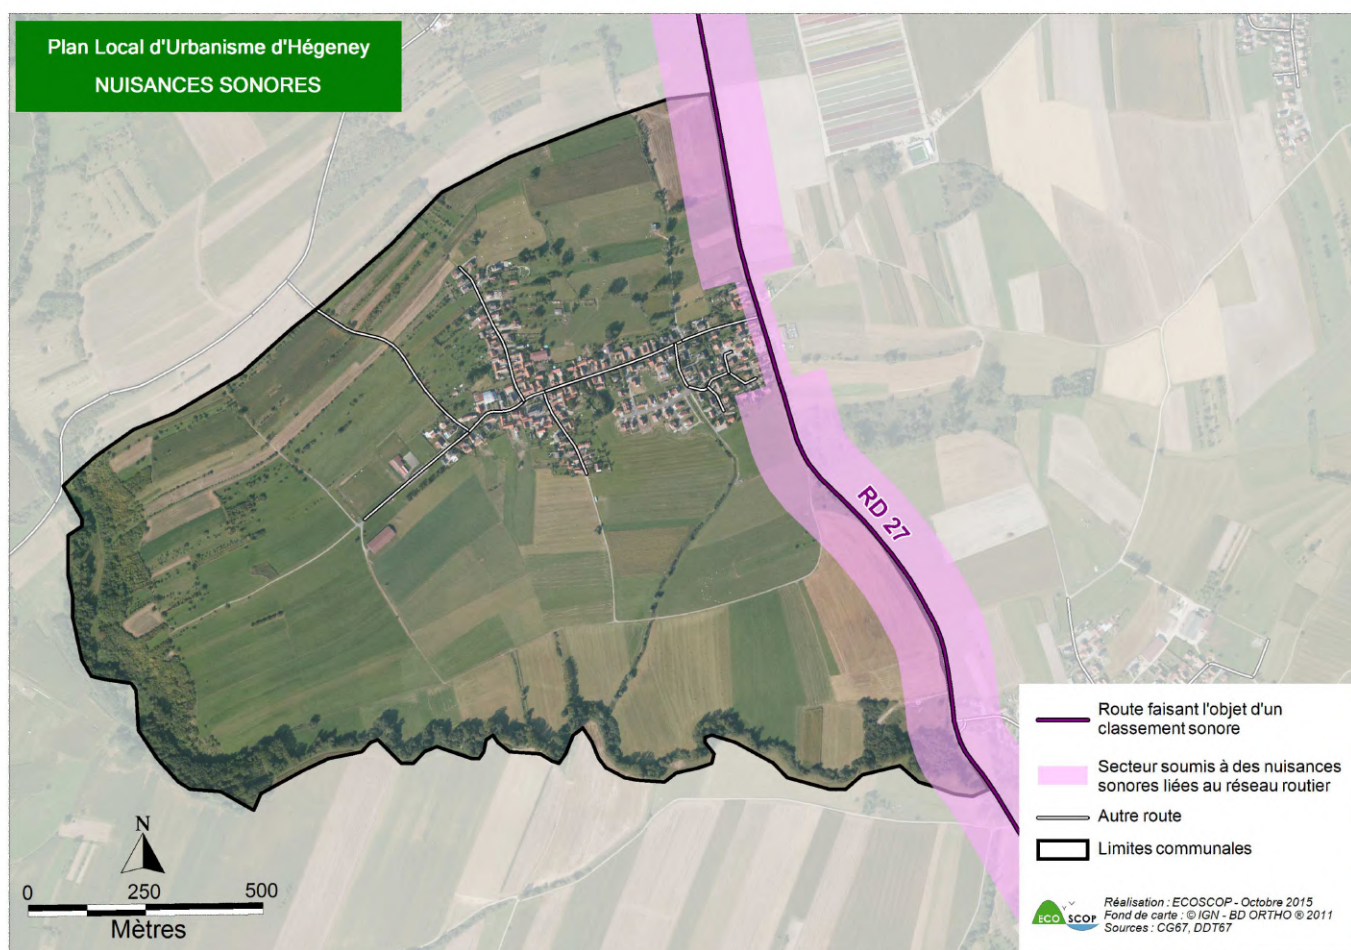 Plan Local d'Urbanisme d'Hégeney
NUISANCES SONORES
RD 27
Route faisant l'objet d'un
classement sonore
Secteur soumis à des nuisances
sonores liées au réseau routier
Autre route
Limites communales
N
0 250 500
Mètres
ECO SCOP
Réalisation : ECOSCOP - Octobre 2015
Fond de carte : © IGN - BD ORTHO ® 2011
Sources : CG67, DDT67